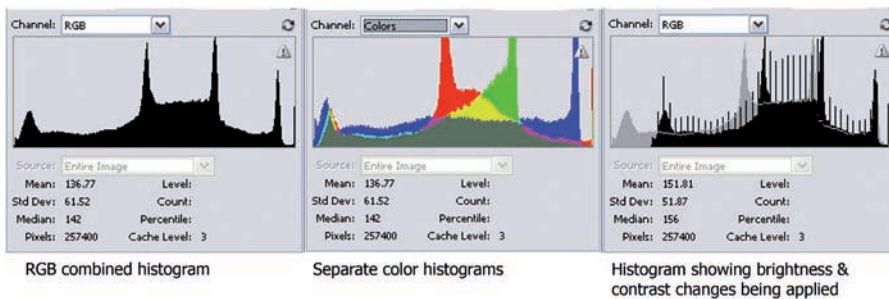 Channel: RGB
Source: Entire Image
Mean: 136.77 Level:
Std Dev: 61.52 Count:
Median: 142 Percentile:
Pixels: 257400 Cache Level: 3
RGB combined histogram
Channel: Colors
Source: Entire Image
Mean: 136.77 Level:
Std Dev: 61.52 Count:
Median: 142 Percentile:
Pixels: 257400 Cache Level: 3
Separate color histograms
Channel: RGB
Source: Entire Image
Mean: 151.81 Level:
Std Dev: 51.87 Count:
Median: 156 Percentile:
Pixels: 257400 Cache Level: 3
Histogram showing brightness &
contrast changes being applied